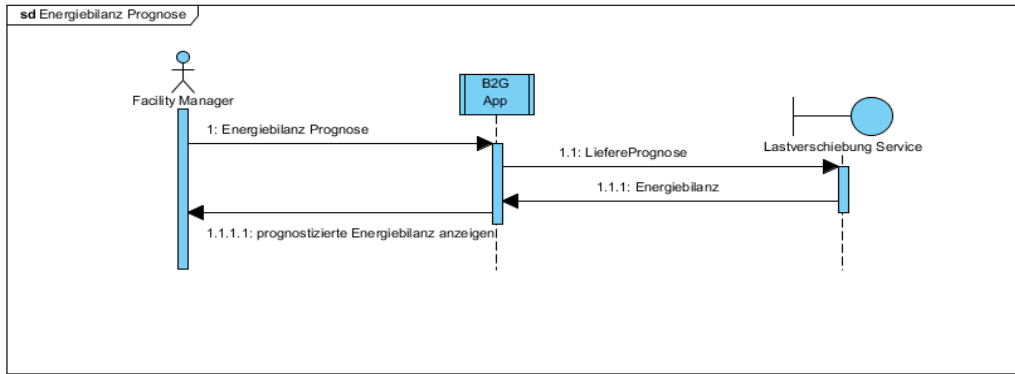 sd Energiebilanz Prognose
Facility Manager
B2G
App
Lastverschiebung Service
1: Energiebilanz Prognose
1.1: LieferePrognose
1.1.1: Energiebilanz
1.1.1.1: prognostizierte Energiebilanz anzeigen